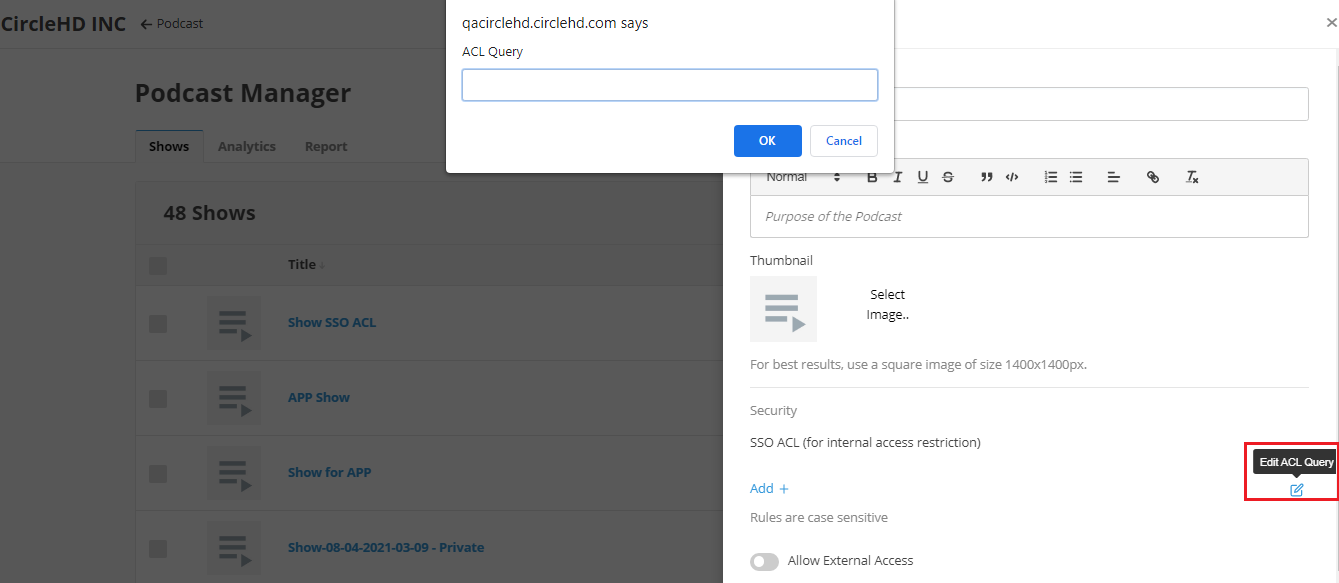 CircleHD INC
Podcast
Podcast Manager
Shows
Analytics
Report
48 Shows
Title
Show SSO ACL
APP Show
Show for APP
Show-08-04-2021-03-09 - Private
qacirclehd.circlehd.com says
ACL Query
OK
Cancel
Normal
B I U S
Purpose of the Podcast
Thumbnail
Select
Image..
For best results, use a square image of size 1400x1400px.
Security
SSO ACL (for internal access restriction)
Edit ACL Query
Add +
Rules are case sensitive
Allow External Access